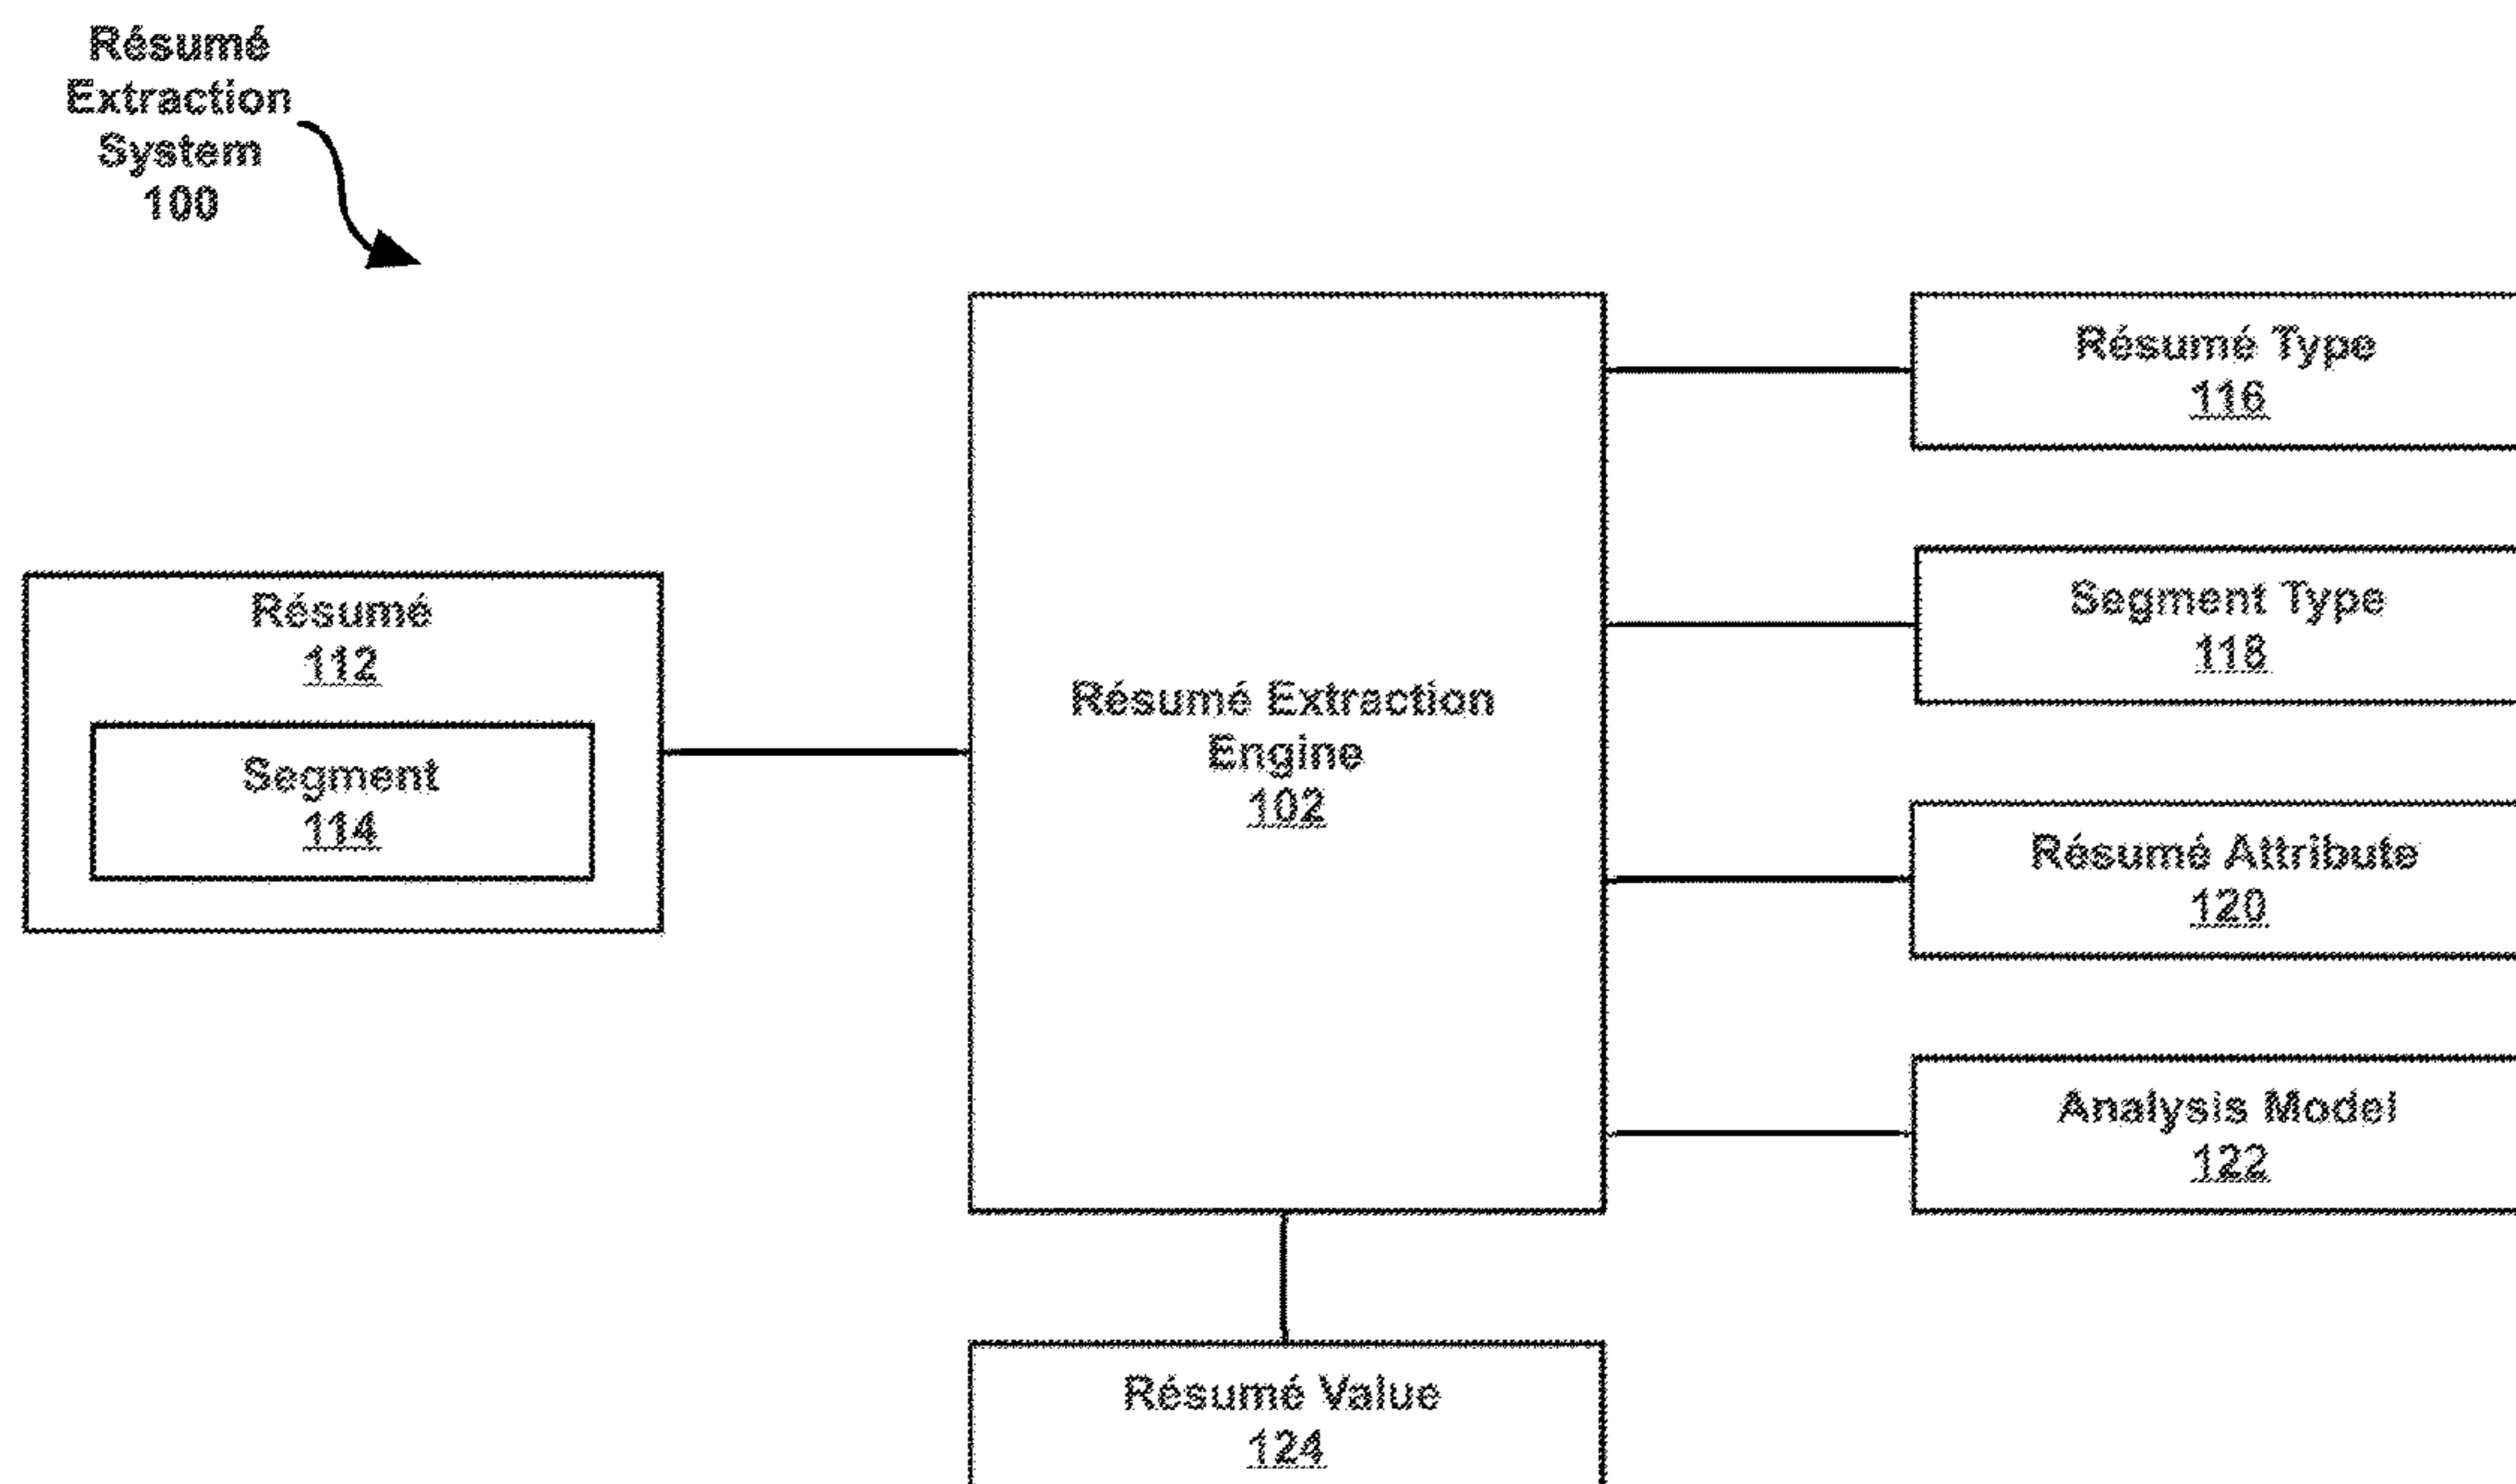 Résumé
Extraction
System
100
Résumé Type
116
Segment Type
118
Résumé
112
Segment
114
Résumé Extraction
Engine
102
Résumé Attribute
120
Analysis Model
122
Résumé Value
124